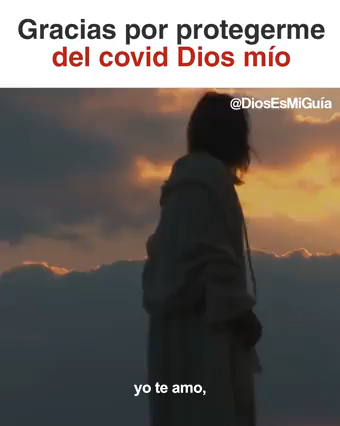 Gracias por protegerme
del covid Dios mío
@DiosEsMiGuía
yo te amo,